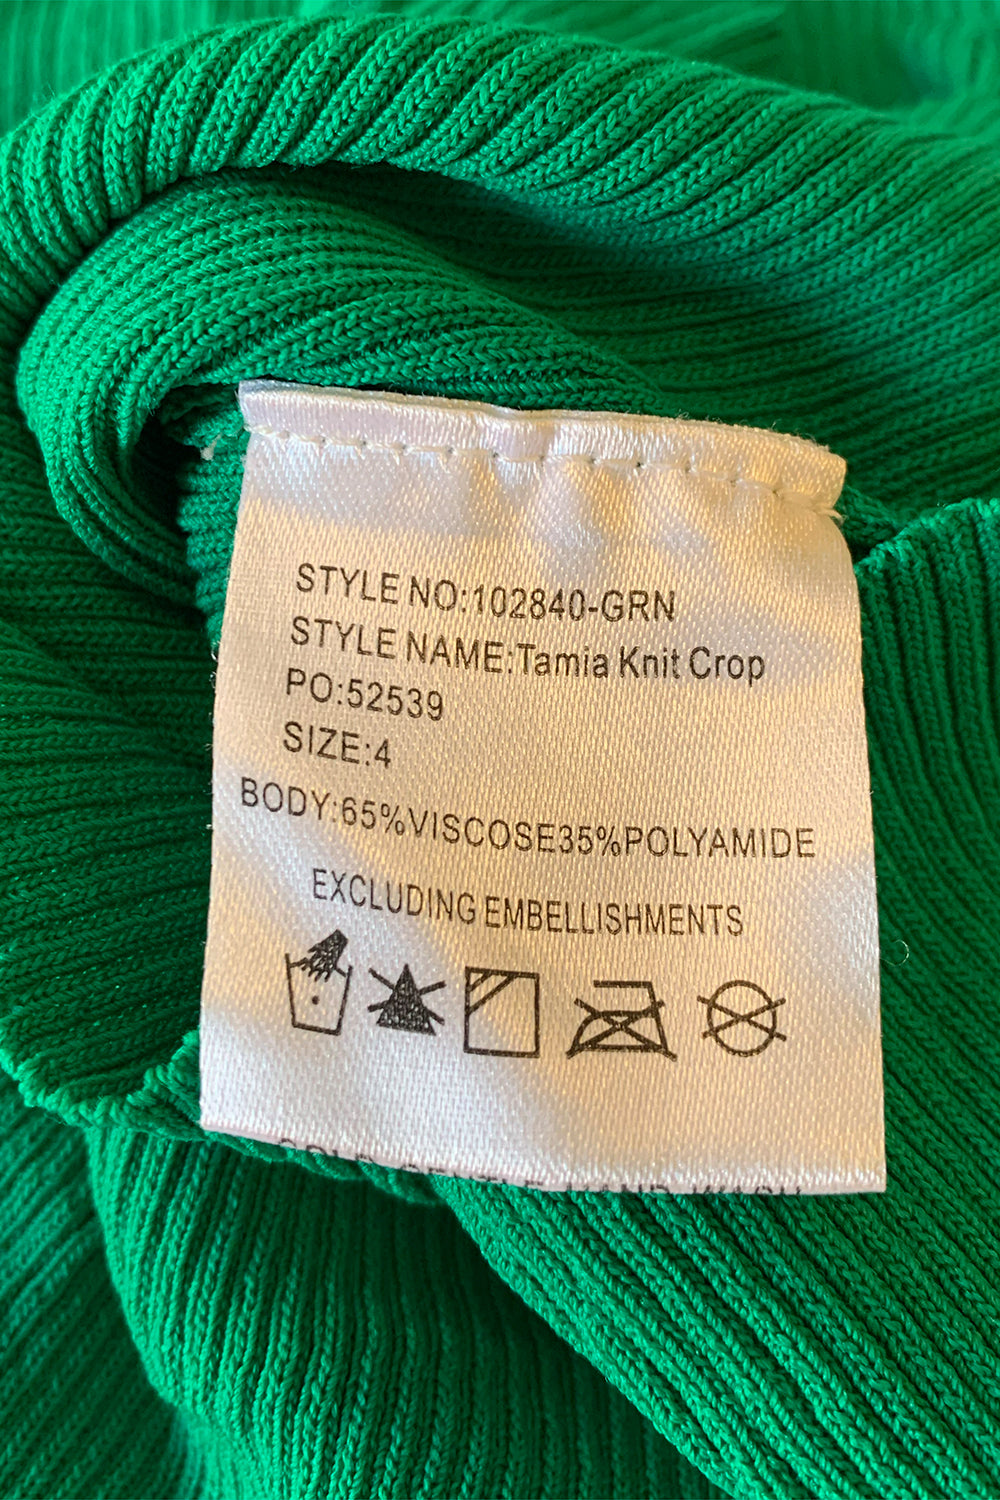 STYLE NO:102840-GRN
STYLE NAME:Tamia Knit Crop
PO:52539
SIZE:4
BODY:65%VISCOSE35%POLYAMIDE
EXCLUDING EMBELLISHMENTS